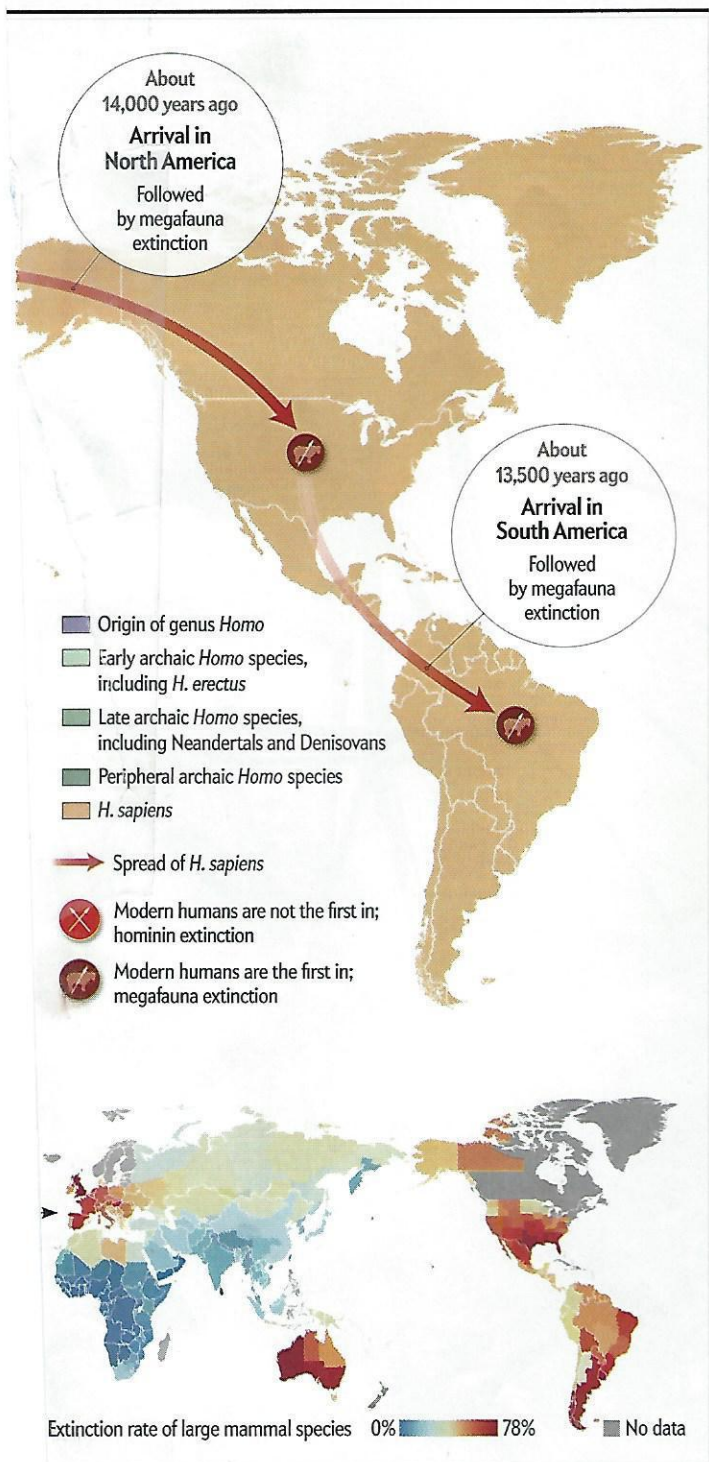 About
14,000 years ago
Arrival in
North America
Followed
by megafauna
extinction
About
13,500 years ago
Arrival in
South America
Followed
by megafauna
extinction
Origin of genus Homo
Early archaic Homo species,
including H. erectus
Late archaic Homo species,
including Neandertals and Denisovans
Peripheral archaic Homo species
H. sapiens
Spread of H. sapiens
Modern humans are not the first in;
hominin extinction
Modern humans are the first in;
megafauna extinction
Extinction rate of large mammal species 0% 78% No data